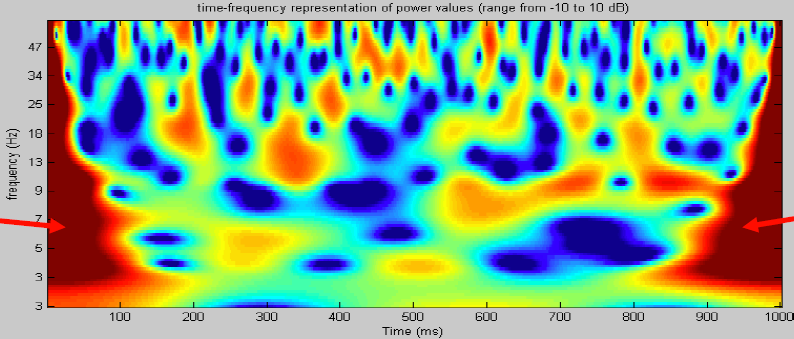 time-frequency representation of power values (range from -10 to 10 dB)
frequency (Hz)
47
34
25
18
13
9
7
5
3
3
100 200 300 400 500 600 700 800 900 1000
Time (ms)